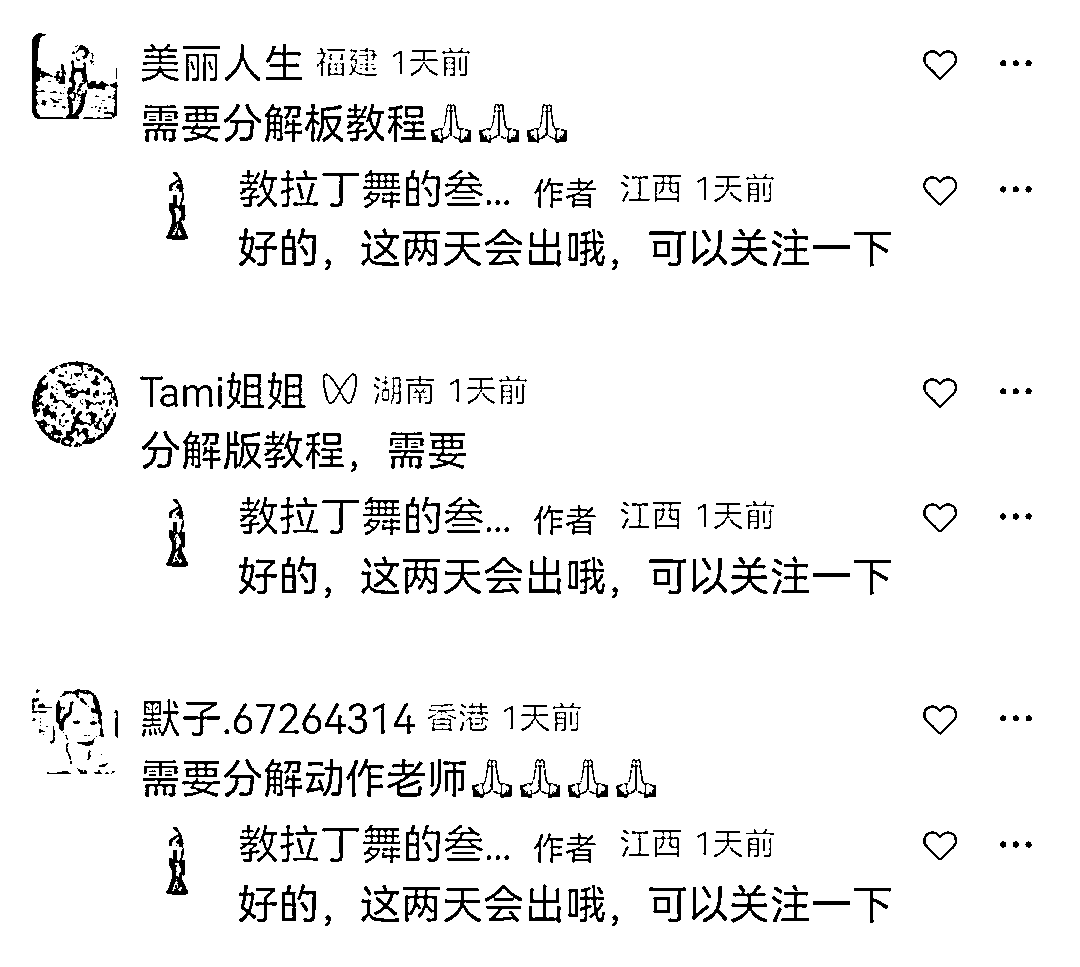 美丽人生 福建 1天前
需要分解板教程🙏🙏🙏
教拉丁舞的叁... 作者 江西 1天前
好的，这两天会出哦，可以关注一下
Tami姐姐 湖南 1天前
分解版教程，需要
教拉丁舞的叁... 作者 江西 1天前
好的，这两天会出哦，可以关注一下
默子.67264314 香港 1天前
需要分解动作老师🙏🙏🙏🙏
教拉丁舞的叁... 作者 江西 1天前
好的，这两天会出哦，可以关注一下